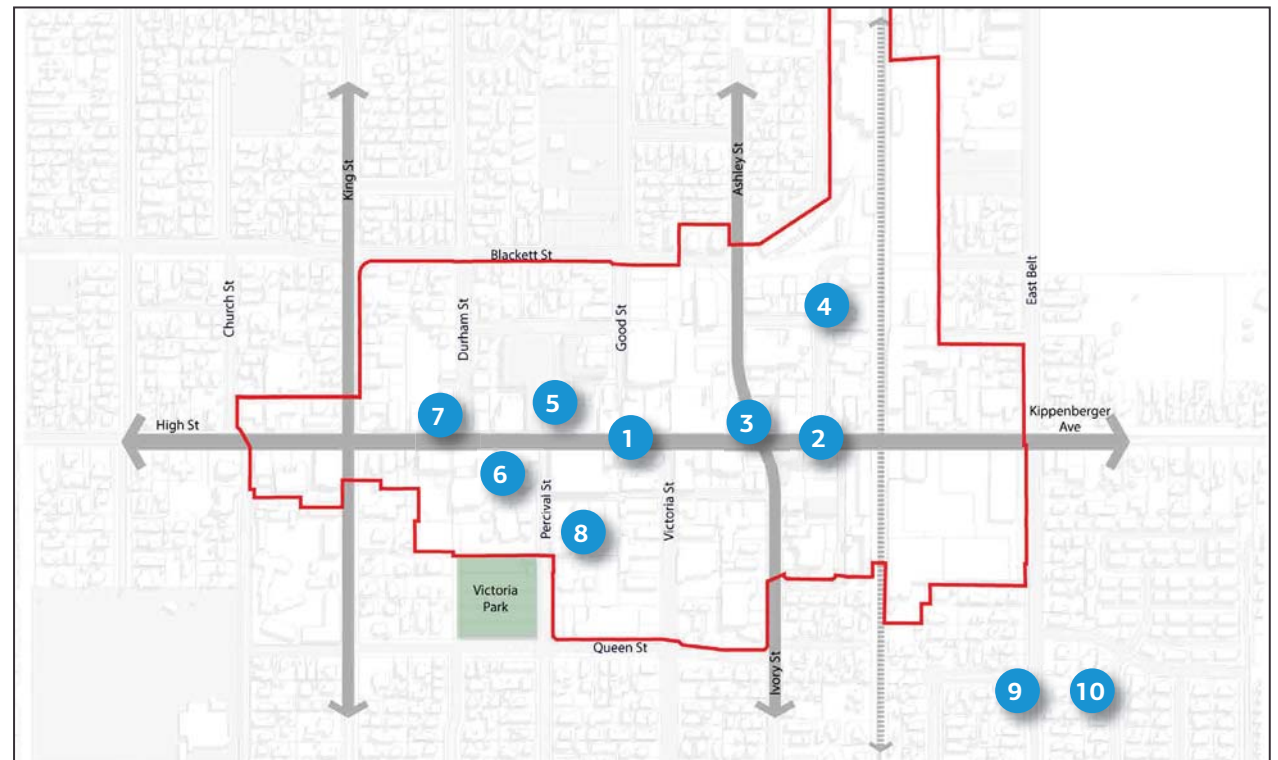 King St
Ashley St
Blackett St
Church St
Durham St
Good St
East Belt
4
5
7
3
1
2
High St
Kippenberger
Ave
6
Percival St
Victoria St
8
Victoria
Park
Queen St
Ivory St
9
10